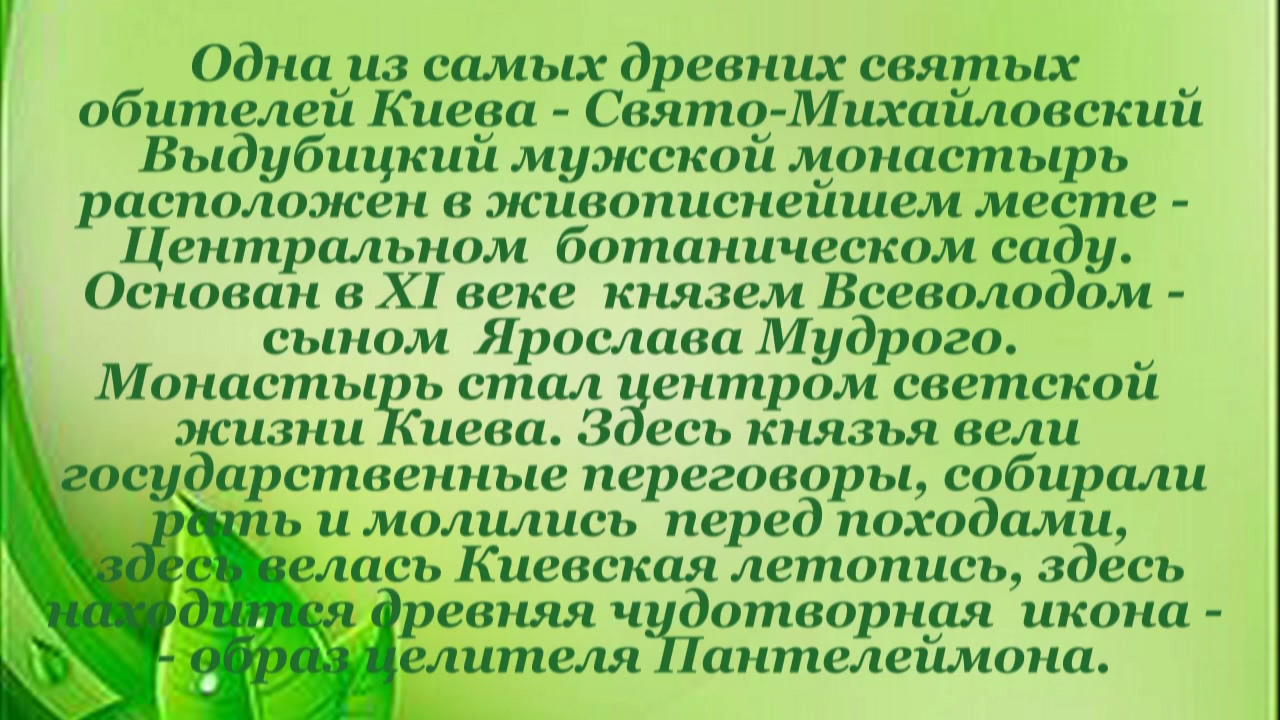 Одна из самых древних святых
обителей Киева - Свято-Михайловский
Выдубицкий мужской монастырь
расположен в живописнейшем месте -
Центральном ботаническом саду.
Основан в XI веке князем Всеволодом -
сыном Ярослава Мудрого.
Монастырь стал центром светской
жизни Киева. Здесь князья вели
государственные переговоры, собирали
рать и молились перед походами,
здесь велась Киевская летопись, здесь
находится древняя чудотворная икона -
- образ целителя Пантелеймона.